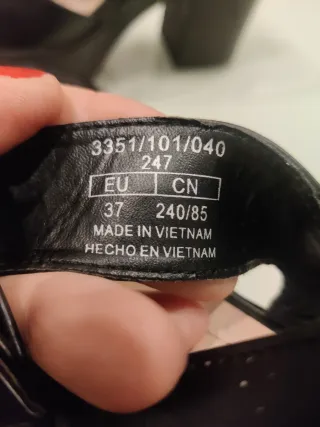 3351/101/040
247
EU CN
37 240/85
MADE IN VIETNAM
HECHO EN VIETNAM